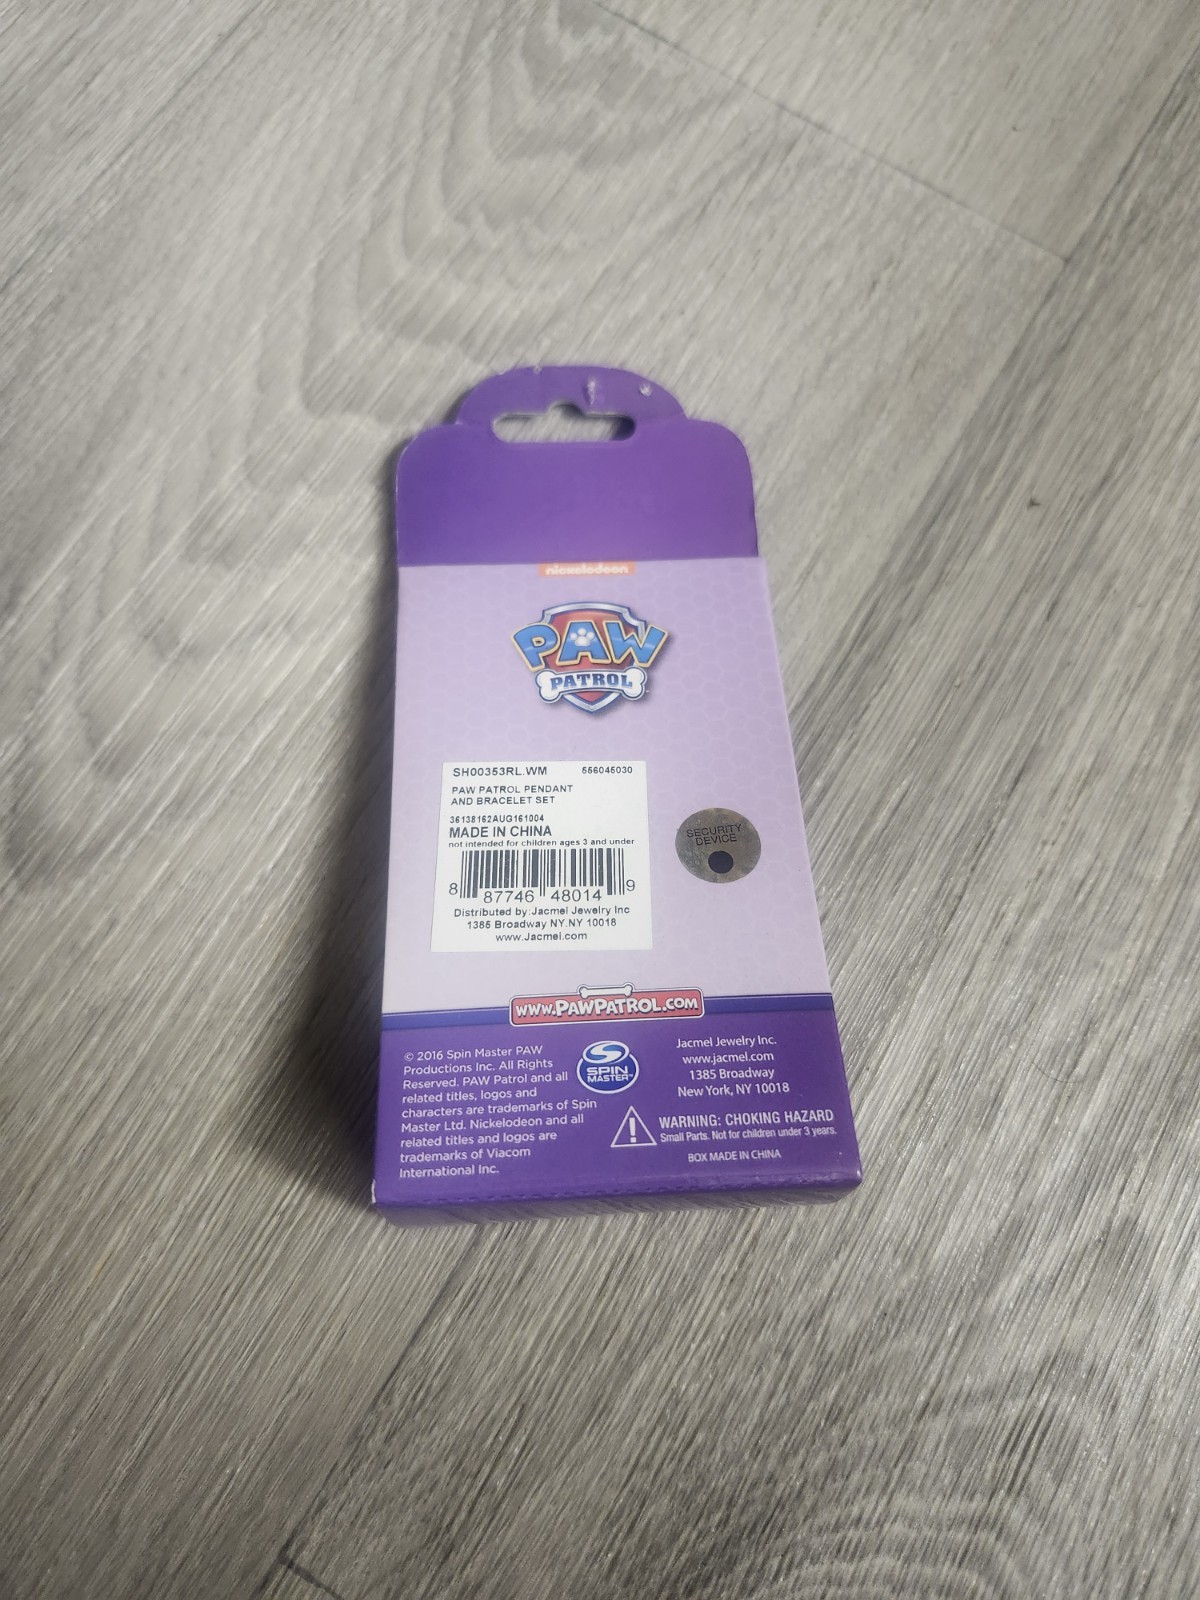 nickelodeon
PAW
PATROL
SH00353RL.WM 556045030
PAW PATROL PENDANT
AND BRACELET SET
36138162AUG161004
MADE IN CHINA
not intended for children ages 3 and under
8 87746 48014 9
Distributed by:Jacmel Jewelry Inc
1385 Broadway NY.NY 10018
www.Jacmel.com
SECURITY
DEVICE
WWW.PAWPATROL.COM
© 2016 Spin Master PAW
Productions Inc. All Rights
Reserved. PAW Patrol and all
related titles, logos and
characters are trademarks of Spin
Master Ltd. Nickelodeon and all
related titles and logos are
trademarks of Viacom
International Inc.
SPIN
MASTER™
Jacmel Jewelry Inc.
www.jacmel.com
1385 Broadway
New York, NY 10018
WARNING: CHOKING HAZARD
Small Parts. Not for children under 3 years.
BOX MADE IN CHINA